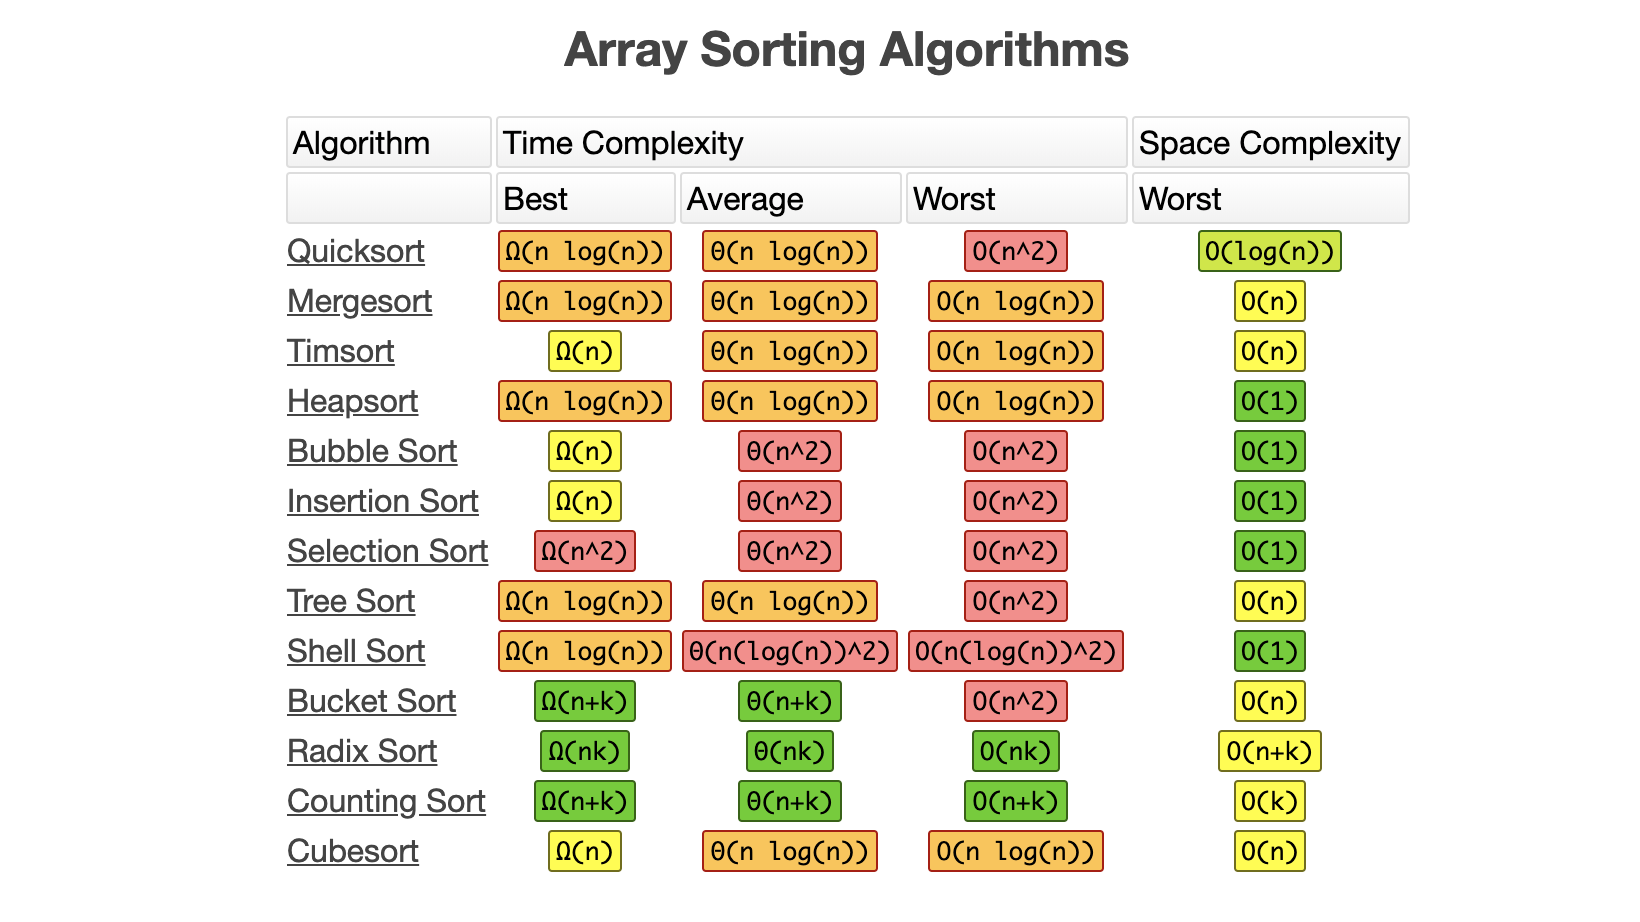 Array Sorting Algorithms
Algorithm Time Complexity Space Complexity
Best Average Worst Worst
Quicksort Ω(n log(n)) Θ(n log(n)) O(n^2) O(log(n))
Mergesort Ω(n log(n)) Θ(n log(n)) O(n log(n)) O(n)
Timsort Ω(n) Θ(n log(n)) O(n log(n)) O(n)
Heapsort Ω(n log(n)) Θ(n log(n)) O(n log(n)) O(1)
Bubble Sort Ω(n) Θ(n^2) O(n^2) O(1)
Insertion Sort Ω(n) Θ(n^2) O(n^2) O(1)
Selection Sort Ω(n^2) Θ(n^2) O(n^2) O(1)
Tree Sort Ω(n log(n)) Θ(n log(n)) O(n^2) O(n)
Shell Sort Ω(n log(n)) Θ(n(log(n))^2) O(n(log(n))^2) O(1)
Bucket Sort Ω(n+k) Θ(n+k) O(n^2) O(n)
Radix Sort Ω(nk) Θ(nk) O(nk) O(n+k)
Counting Sort Ω(n+k) Θ(n+k) O(n+k) O(k)
Cubesort Ω(n) Θ(n log(n)) O(n log(n)) O(n)